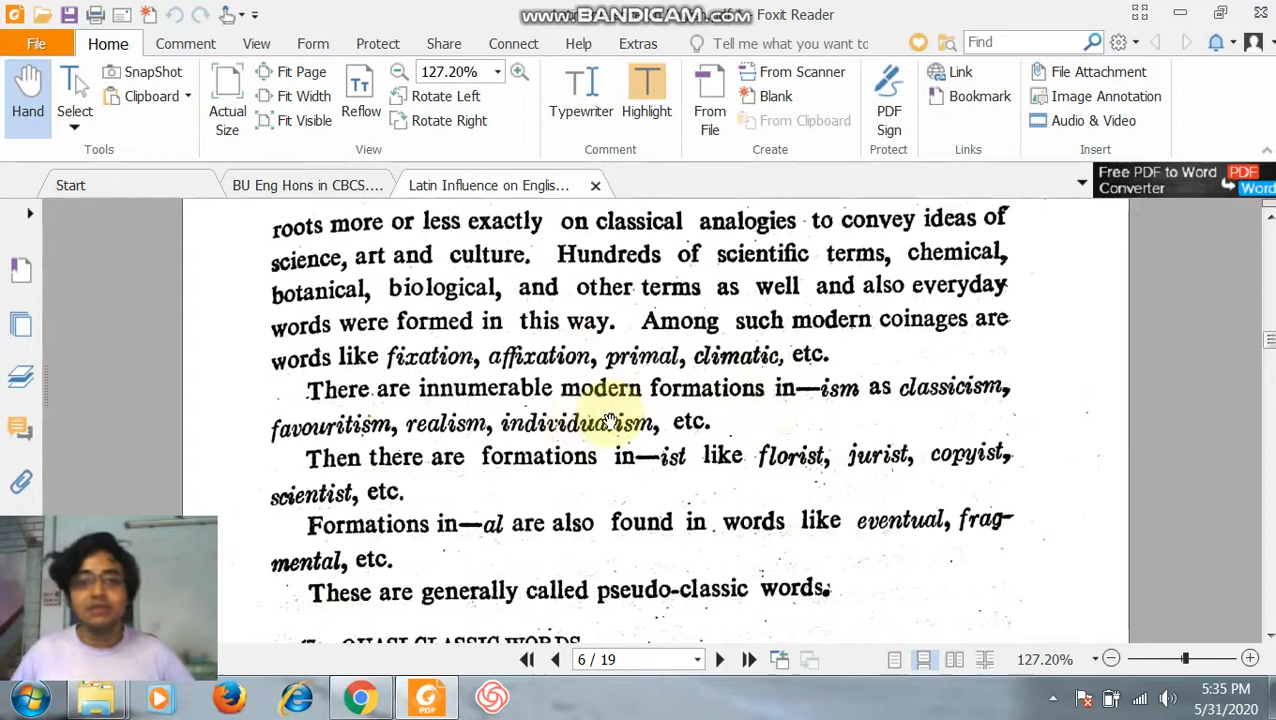 www.BANDICAM.com
Foxit Reader
File
Home
Comment
View
Form
Protect
Share
Connect
Help
Extras
Tell me what you want to
Find
Hand
Select
SnapShot
Clipboard
Tools
Actual
Size
Fit Page
Fit Width
Fit Visible
Reflow
127.20%
Rotate Left
Rotate Right
View
Typewriter
Highlight
Comment
From
File
From Scanner
Blank
From Clipboard
Create
PDF
Sign
Protect
Link
Bookmark
Links
File Attachment
Image Annotation
Audio & Video
Insert
Start
BU Eng Hons in CBCS....
Latin Influence on Englis...
Free PDF to Word
Converter
PDF
Word
roots more or less exactly on classical analogies to convey ideas of
science, art and culture. Hundreds of scientific terms, chemical,
botanical, biological, and other terms as well and also everyday
words were formed in this way. Among such modern coinages are
words like fixation, affixation, primal, climatic, etc.
There are innumerable modern formations in—ism as classicism,
favouritism, realism, individualism, etc.
Then there are formations in—ist like florist, jurist, copyist,
scientist, etc.
Formations in—al are also found in words like eventual, frag-
mental, etc.
These are generally called pseudo-classic words.
QUASI CLASSIC WORDS
6 / 19
127.20%
PDF
5:35 PM
5/31/2020